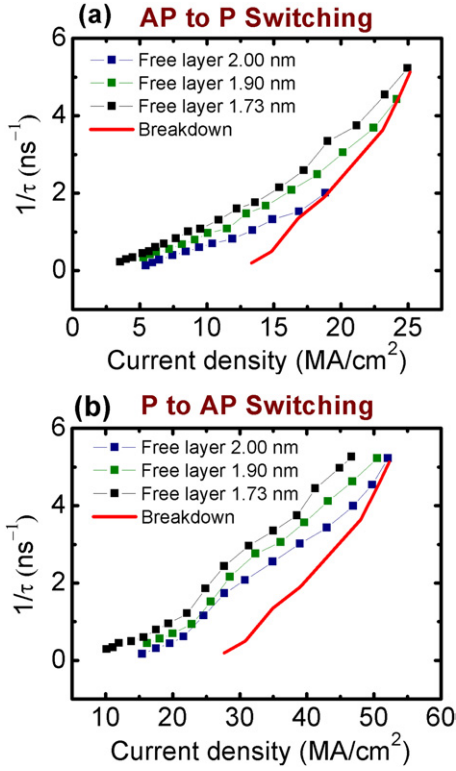 (a) AP to P Switching
Free layer 2.00 nm
Free layer 1.90 nm
Free layer 1.73 nm
Breakdown
1/τ (ns⁻¹)
6
4
2
0
0 5 10 15 20 25
Current density (MA/cm²)
(b) P to AP Switching
Free layer 2.00 nm
Free layer 1.90 nm
Free layer 1.73 nm
Breakdown
1/τ (ns⁻¹)
6
4
2
0
0 10 20 30 40 50 60
Current density (MA/cm²)